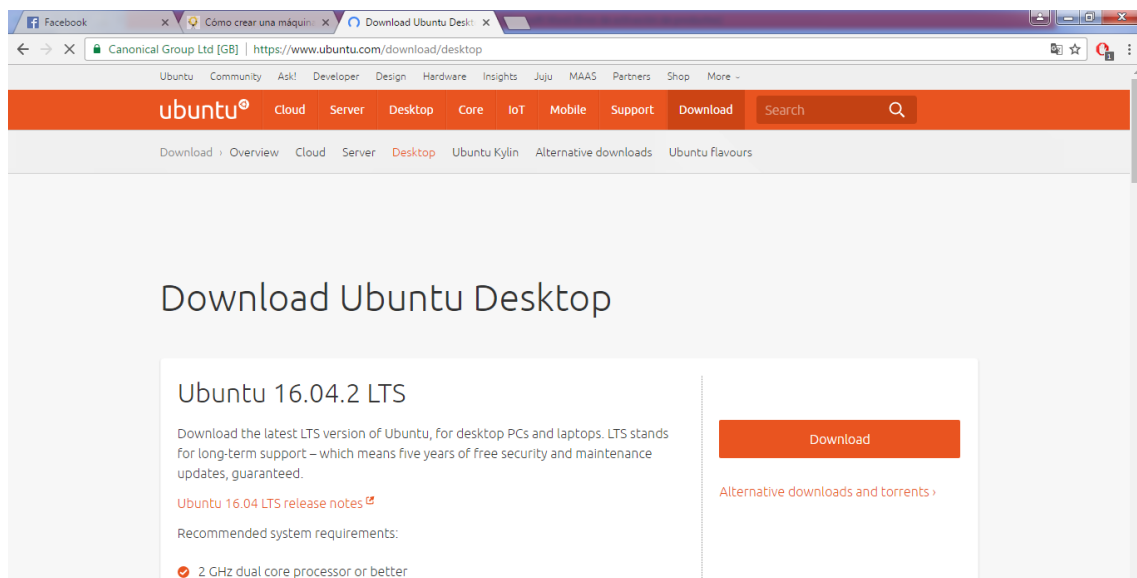 Facebook
Cómo crear una máquin
Download Ubuntu Deskt
Canonical Group Ltd [GB] | https://www.ubuntu.com/download/desktop
1
Ubuntu Community Ask! Developer Design Hardware Insights Juju MAAS Partners Shop More
ubuntu Cloud Server Desktop Core IoT Mobile Support Download Search
Download › Overview Cloud Server Desktop Ubuntu Kylin Alternative downloads Ubuntu flavours
Download Ubuntu Desktop
Ubuntu 16.04.2 LTS
Download the latest LTS version of Ubuntu, for desktop PCs and laptops. LTS stands
for long-term support – which means five years of free security and maintenance
updates, guaranteed.
Ubuntu 16.04 LTS release notes
Recommended system requirements:
2 GHz dual core processor or better
Download
Alternative downloads and torrents ›